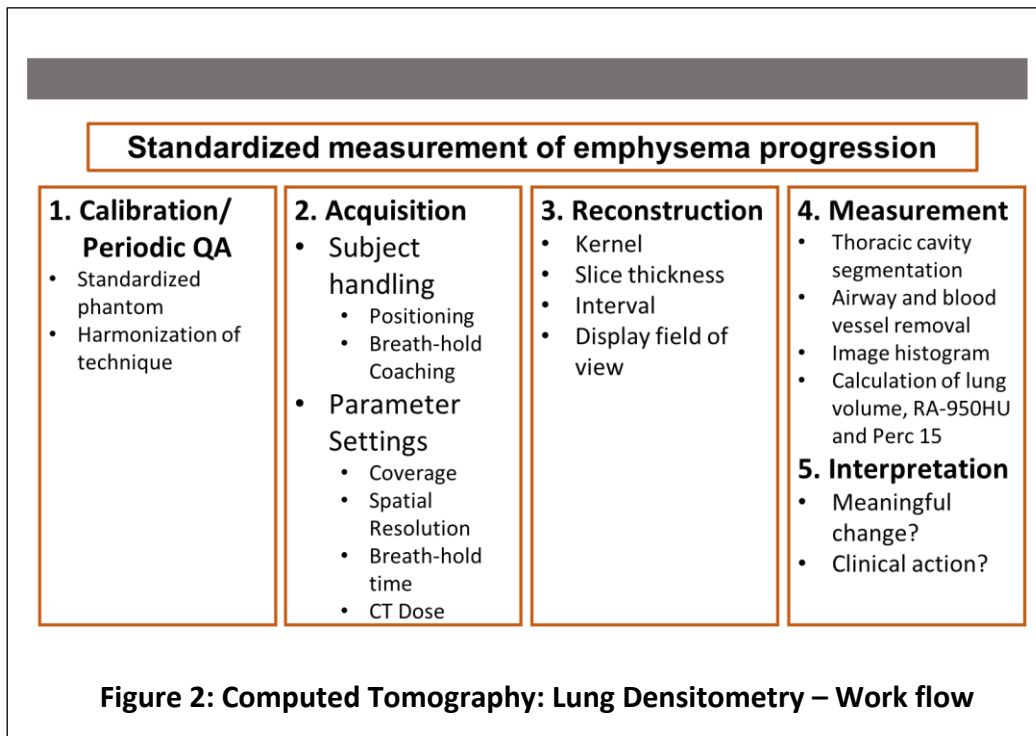 Standardized measurement of emphysema progression
1. Calibration/
Periodic QA
• Standardized
phantom
• Harmonization of
technique
2. Acquisition
• Subject
handling
• Positioning
• Breath-hold
Coaching
• Parameter
Settings
• Coverage
• Spatial
Resolution
• Breath-hold
time
• CT Dose
3. Reconstruction
• Kernel
• Slice thickness
• Interval
• Display field of
view
4. Measurement
• Thoracic cavity
segmentation
• Airway and blood
vessel removal
• Image histogram
• Calculation of lung
volume, RA-950HU
and Perc 15
5. Interpretation
• Meaningful
change?
• Clinical action?
Figure 2: Computed Tomography: Lung Densitometry – Work flow